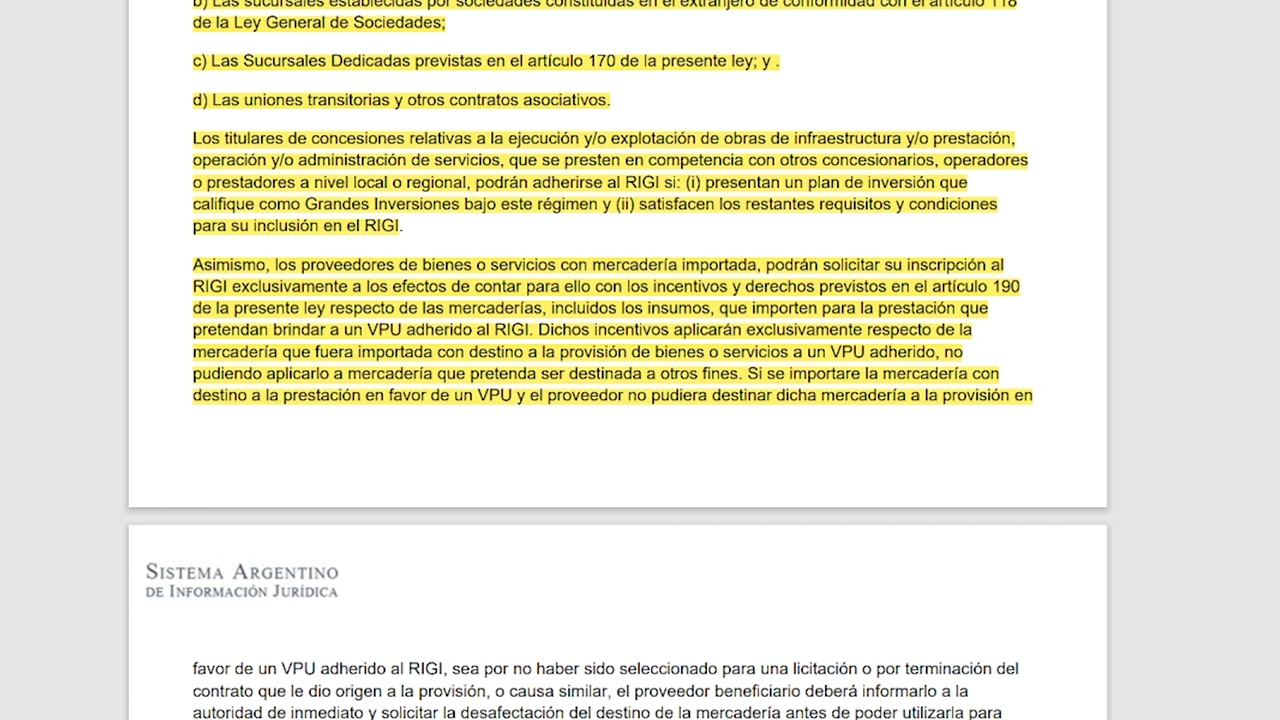 b) Las sucursales establecidas por sociedades constituidas en el extranjero de conformidad con el artículo 118
de la Ley General de Sociedades;
c) Las Sucursales Dedicadas previstas en el artículo 170 de la presente ley; y .
d) Las uniones transitorias y otros contratos asociativos.
Los titulares de concesiones relativas a la ejecución y/o explotación de obras de infraestructura y/o prestación,
operación y/o administración de servicios, que se presten en competencia con otros concesionarios, operadores
o prestadores a nivel local o regional, podrán adherirse al RIGI si: (i) presentan un plan de inversión que
califique como Grandes Inversiones bajo este régimen y (ii) satisfacen los restantes requisitos y condiciones
para su inclusión en el RIGI.
Asimismo, los proveedores de bienes o servicios con mercadería importada, podrán solicitar su inscripción al
RIGI exclusivamente a los efectos de contar para ello con los incentivos y derechos previstos en el artículo 190
de la presente ley respecto de las mercaderías, incluidos los insumos, que importen para la prestación que
pretendan brindar a un VPU adherido al RIGI. Dichos incentivos aplicarán exclusivamente respecto de la
mercadería que fuera importada con destino a la provisión de bienes o servicios a un VPU adherido, no
pudiendo aplicarlo a mercadería que pretenda ser destinada a otros fines. Si se importare la mercadería con
destino a la prestación en favor de un VPU y el proveedor no pudiera destinar dicha mercadería a la provisión en
SISTEMA ARGENTINO
DE INFORMACIÓN JURÍDICA
favor de un VPU adherido al RIGI, sea por no haber sido seleccionado para una licitación o por terminación del
contrato que le dio origen a la provisión, o causa similar, el proveedor beneficiario deberá informarlo a la
autoridad de inmediato y solicitar la desafectación del destino de la mercadería antes de poder utilizarla para